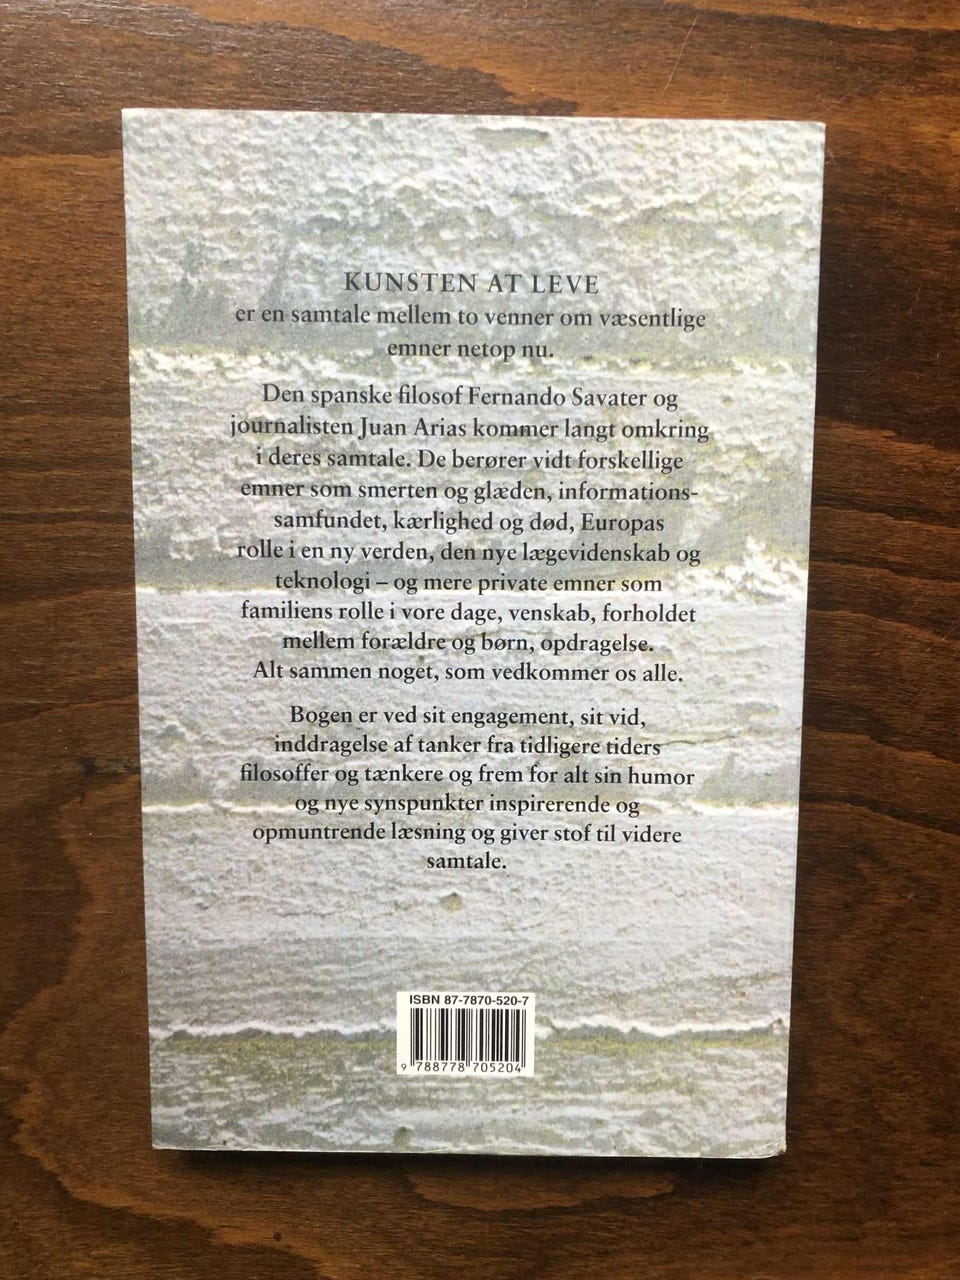 KUNSTEN AT LEVE
er en samtale mellem to venner om væsentlige
emner netop nu.
Den spanske filosof Fernando Savater og
journalisten Juan Arias kommer langt omkring
i deres samtale. De berører vidt forskellige
emner som smerten og glæden, informations-
samfundet, kærlighed og død, Europas
rolle i en ny verden, den nye lægevidenskab og
teknologi – og mere private emner som
familiens rolle i vore dage, venskab, forholdet
mellem forældre og børn, opdragelse.
Alt sammen noget, som vedkommer os alle.
Bogen er ved sit engagement, sit vid,
inddragelse af tanker fra tidligere tiders
filosoffer og tænkere og frem for alt sin humor
og nye synspunkter inspirerende og
opmuntrende læsning og giver stof til videre
samtale.
ISBN 87-7870-520-7
9 788778 705204